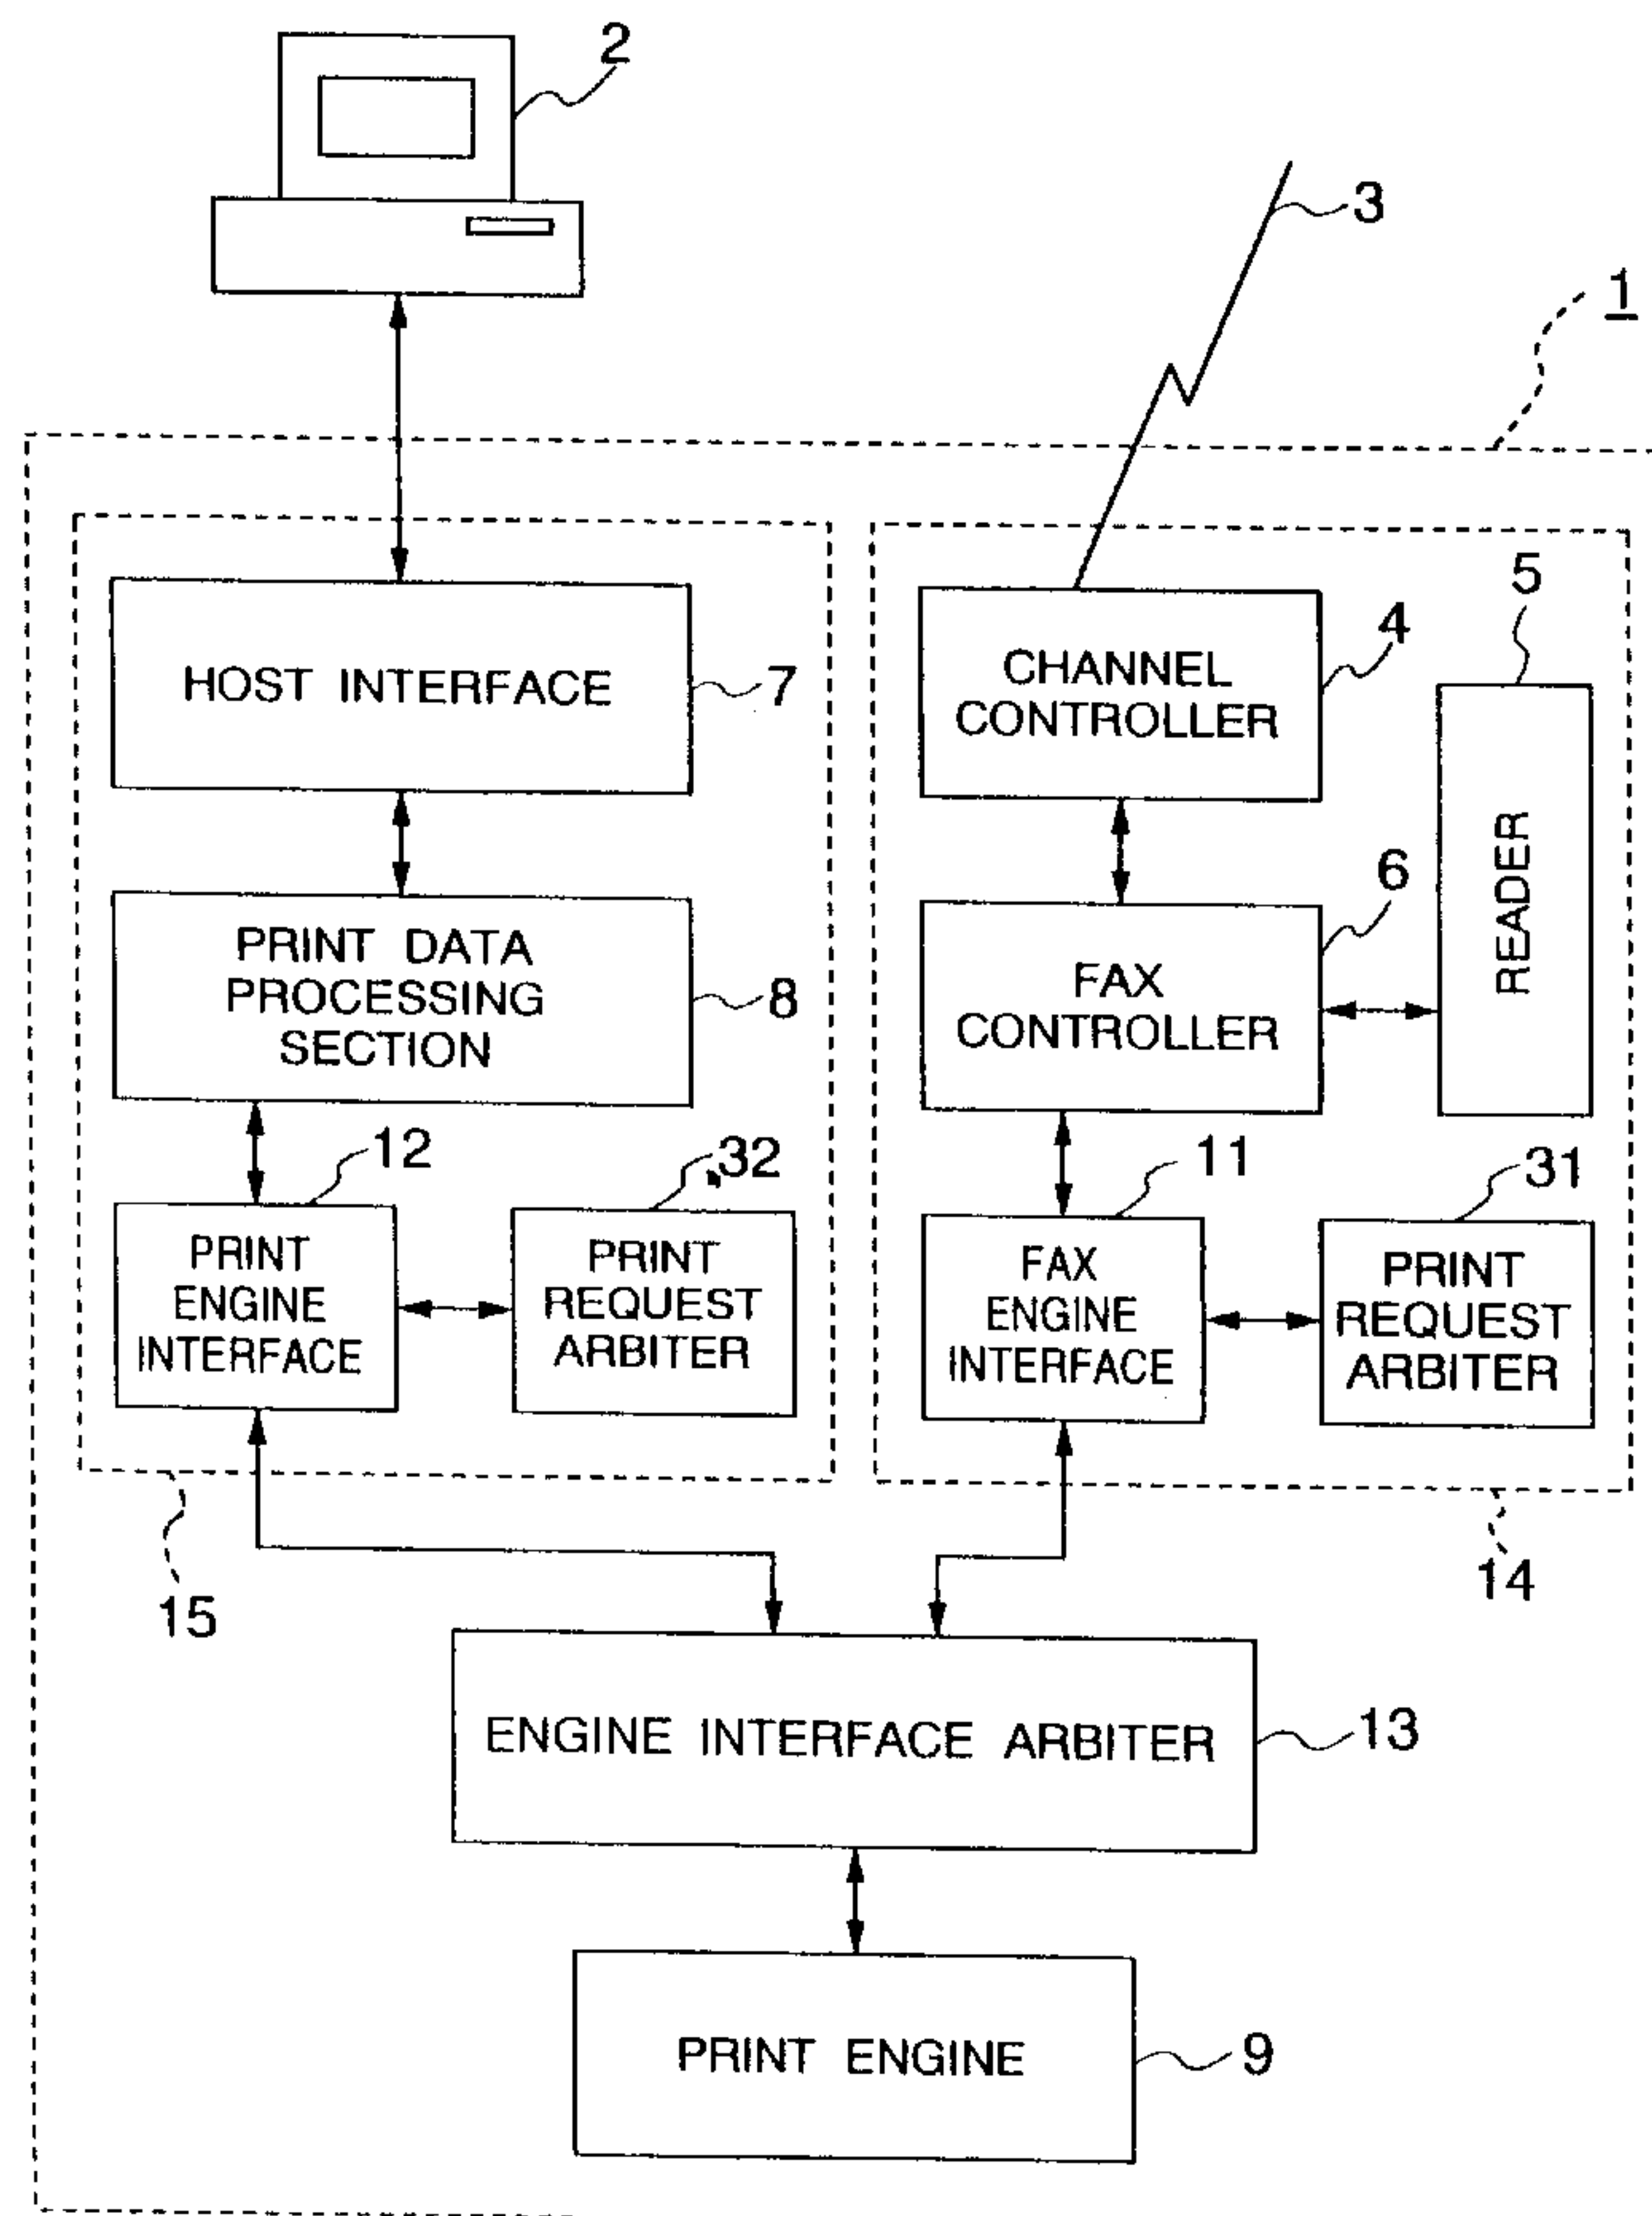 2
3
1
HOST INTERFACE
7
CHANNEL
CONTROLLER
4
5
READER
PRINT DATA
PROCESSING
SECTION
8
FAX
CONTROLLER
6
12
PRINT
ENGINE
INTERFACE
32
PRINT
REQUEST
ARBITER
11
FAX
ENGINE
INTERFACE
31
PRINT
REQUEST
ARBITER
15
14
ENGINE INTERFACE ARBITER
13
PRINT ENGINE
9